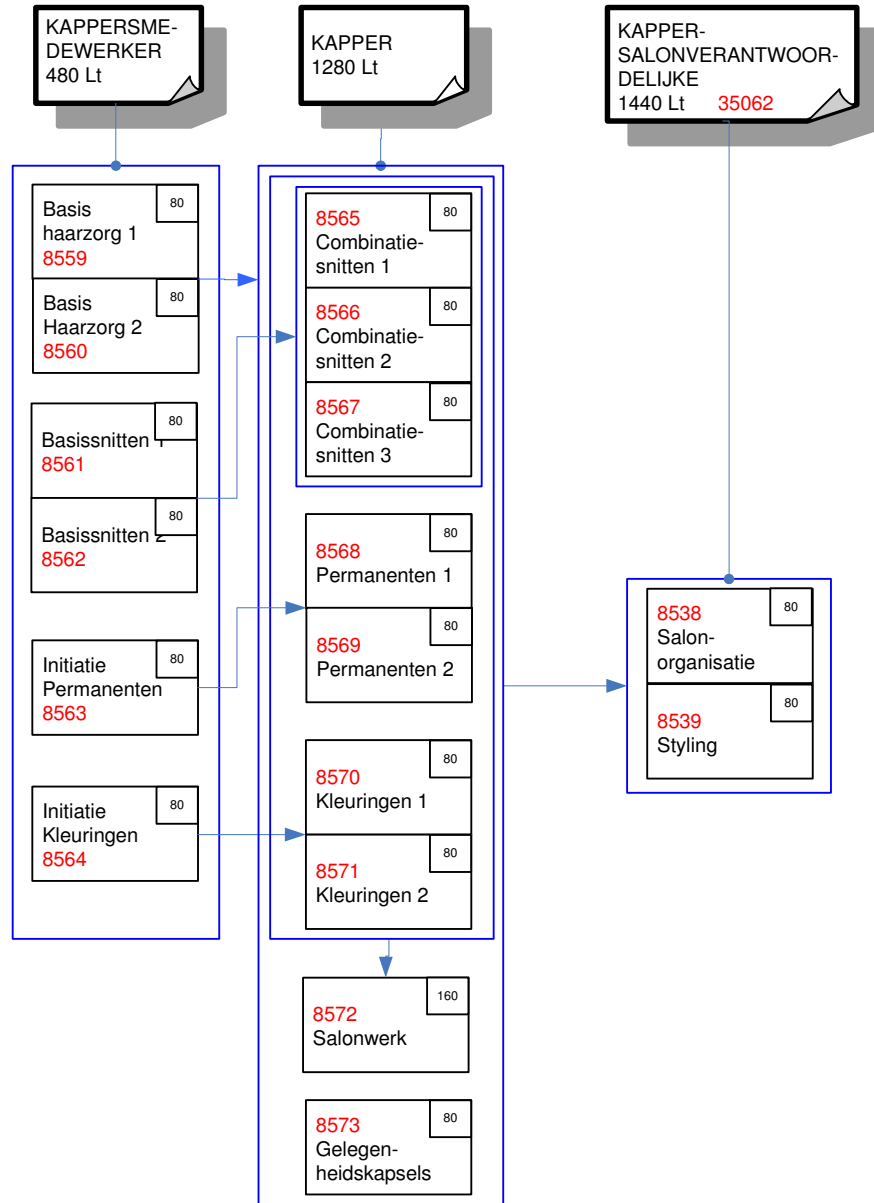 KAPPERSME-
DEWERKER
480 Lt
KAPPER
1280 Lt
KAPPER-
SALONVERANTWOOR-
DELIJKE
1440 Lt 35062
Basis
haarzorg 1
8559
80
Basis
Haarzorg 2
8560
80
Basissnitten 1
8561
80
Basissnitten 2
8562
80
Initiatie
Permanenten
8563
80
Initiatie
Kleuringen
8564
80
8565
Combinatie-
snitten 1
80
8566
Combinatie-
snitten 2
80
8567
Combinatie-
snitten 3
80
8568
Permanenten 1
80
8569
Permanenten 2
80
8570
Kleuringen 1
80
8571
Kleuringen 2
80
8572
Salonwerk
160
8573
Gelegen-
heidskapsels
80
8538
Salon-
organisatie
80
8539
Styling
80